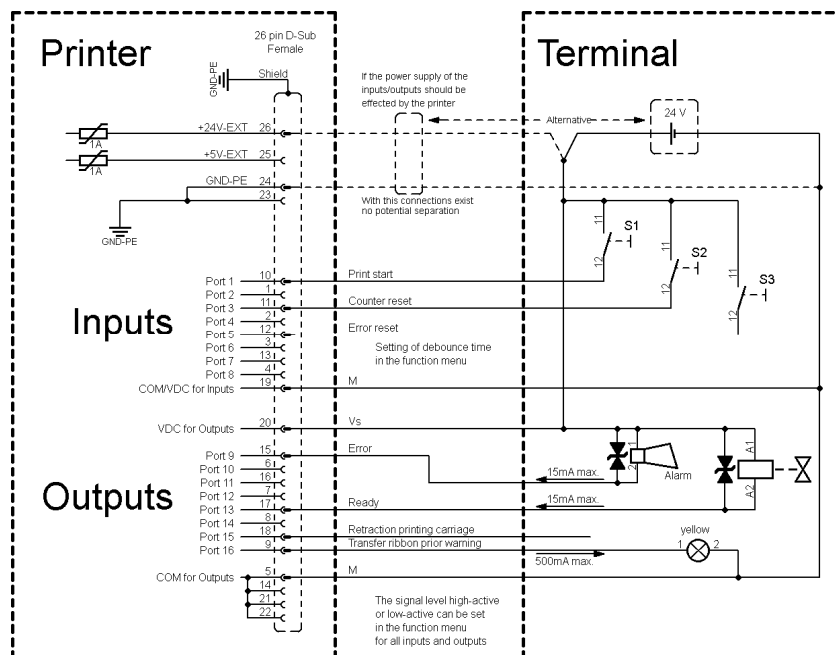 Printer
26 pin D-Sub
Female
Terminal
GND-PE
Shield
If the power supply of the
inputs/outputs should be
effected by the printer
Alternative
24 V
+24V-EXT 26
1A
+5V-EXT 25
1A
GND-PE 24
23
With this connections exist
no potential separation
GND-PE
11
S1
12
11
S2
12
11
S3
12
Inputs
Port 1 10 Print start
Port 2 1
Port 3 11 Counter reset
Port 4 2
Port 5 12 Error reset
Port 6 3
Port 7 13
Port 8 4
Setting of debounce time
in the function menu
COM/VDC for Inputs 19 M
VDC for Outputs 20 Vs
Outputs
Port 9 15 Error
Port 10 6
Port 11 16
Port 12 7
Port 13 17 Ready
Port 14 8
Port 15 18 Retraction printing carriage
Port 16 9 Transfer ribbon prior warning
15mA max.
2 1
Alarm
A1
A2
15mA max.
yellow
1 2
500mA max.
COM for Outputs 5 M
14
21
22
The signal level high-active
or low-active can be set
in the function menu
for all inputs and outputs